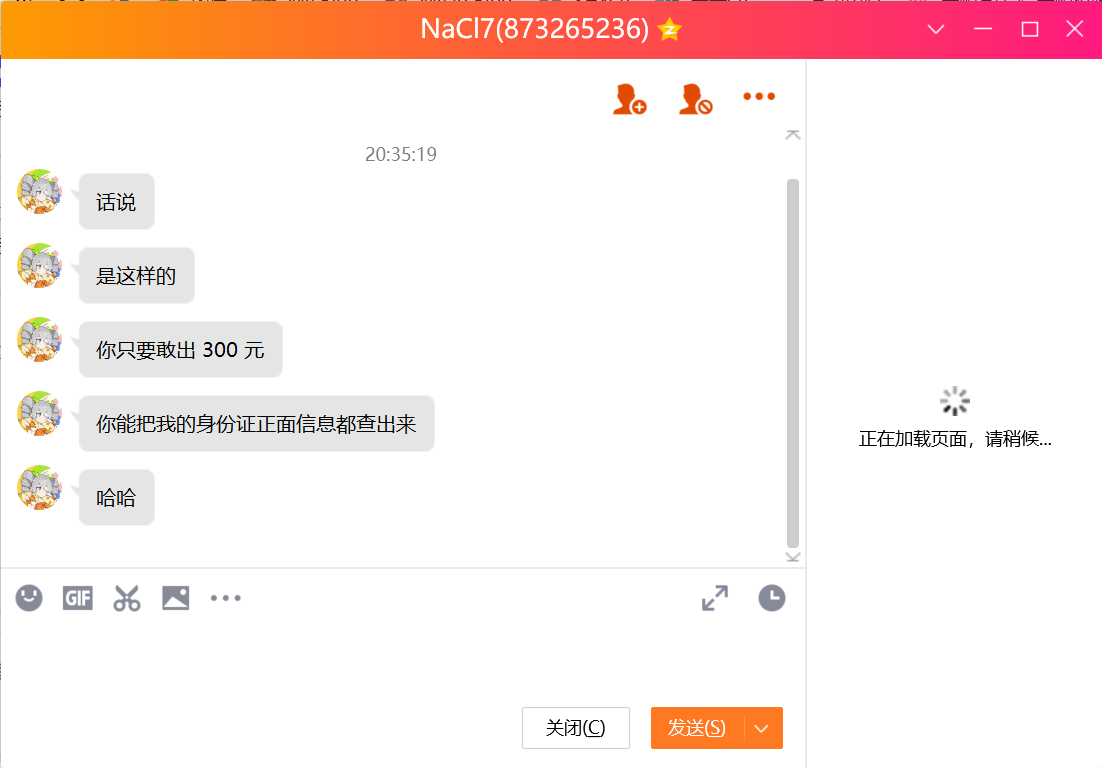 NaCl7(873265236)
20:35:19
话说
是这样的
你只要敢出 300 元
你能把我的身份证正面信息都查出来
哈哈
正在加载页面，请稍候...
GIF
关闭(C)
发送(S)